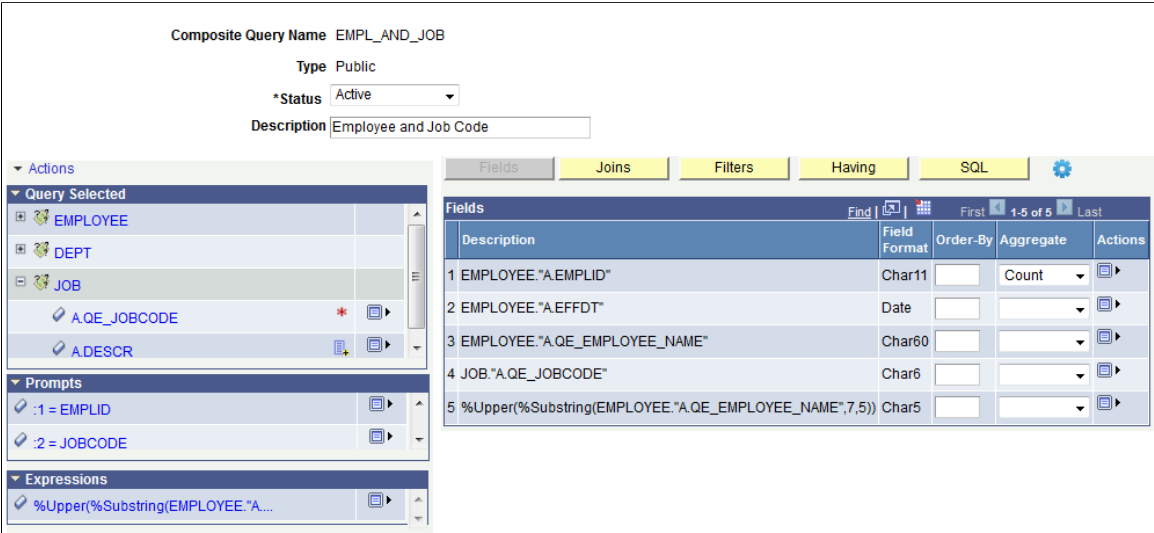 Composite Query Name EMPL_AND_JOB
Type Public
*Status Active
Description Employee and Job Code
Actions
Query Selected
EMPLOYEE
DEPT
JOB
A.QE_JOBCODE *
A.DESCR
Prompts
:1 = EMPLID
:2 = JOBCODE
Expressions
%Upper(%Substring(EMPLOYEE."A....
Fields Joins Filters Having SQL
Fields Find | | First 1-5 of 5 Last
Description Field Format Order-By Aggregate Actions
1 EMPLOYEE."A.EMPLID" Char11 Count
2 EMPLOYEE."A.EFFDT" Date
3 EMPLOYEE."A.QE_EMPLOYEE_NAME" Char60
4 JOB."A.QE_JOBCODE" Char6
5 %Upper(%Substring(EMPLOYEE."A.QE_EMPLOYEE_NAME",7,5)) Char5